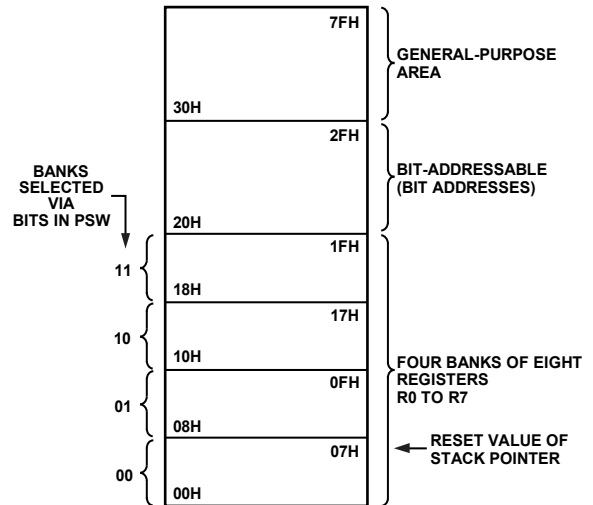 7FH
GENERAL-PURPOSE
AREA
30H
2FH
BANKS
SELECTED
VIA
BITS IN PSW
BIT-ADDRESSABLE
(BIT ADDRESSES)
20H
1FH
11
18H
17H
10
10H
FOUR BANKS OF EIGHT
REGISTERS
R0 TO R7
0FH
01
08H
07H
RESET VALUE OF
STACK POINTER
00
00H